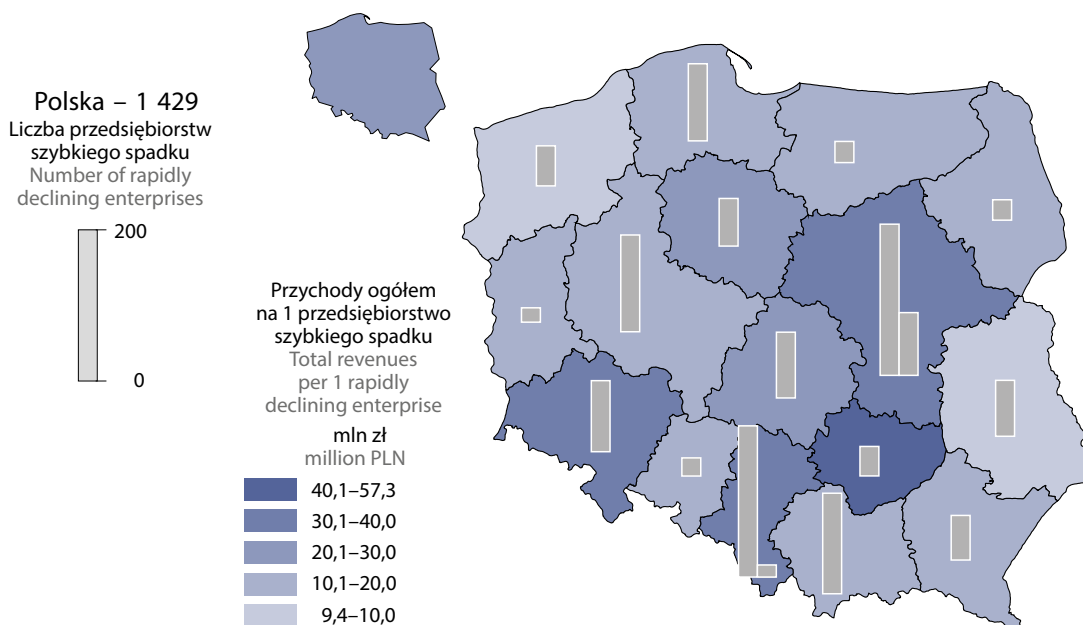 Polska – 1 429
Liczba przedsiębiorstw
szybkiego spadku
Number of rapidly
declining enterprises
200
0
Przychody ogółem
na 1 przedsiębiorstwo
szybkiego spadku
Total revenues
per 1 rapidly
declining enterprise
mln zł
million PLN
40,1–57,3
30,1–40,0
20,1–30,0
10,1–20,0
9,4–10,0